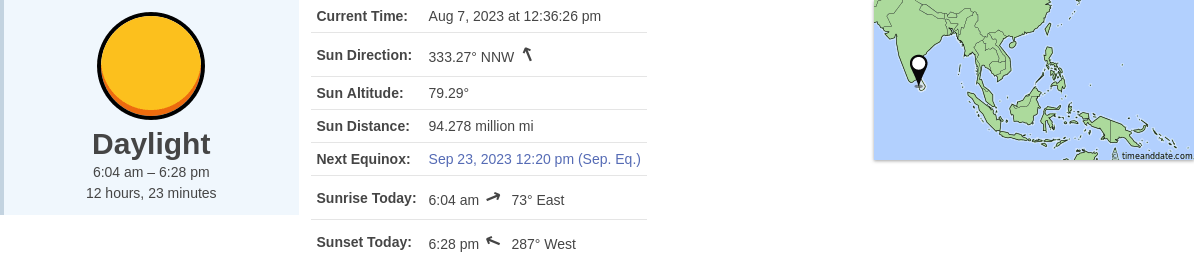 Daylight
6:04 am – 6:28 pm
12 hours, 23 minutes
Current Time: Aug 7, 2023 at 12:36:26 pm
Sun Direction: 333.27° NNW
Sun Altitude: 79.29°
Sun Distance: 94.278 million mi
Next Equinox: Sep 23, 2023 12:20 pm (Sep. Eq.)
Sunrise Today: 6:04 am 73° East
Sunset Today: 6:28 pm 287° West
© timeanddate.com